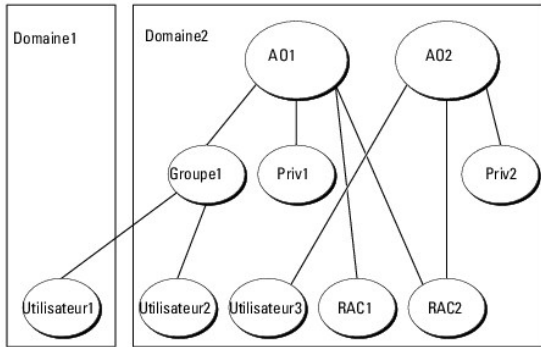 Domaine1
Domaine2
AO1
AO2
Groupe1
Priv1
Priv2
Utilisateur1
Utilisateur2
Utilisateur3
RAC1
RAC2